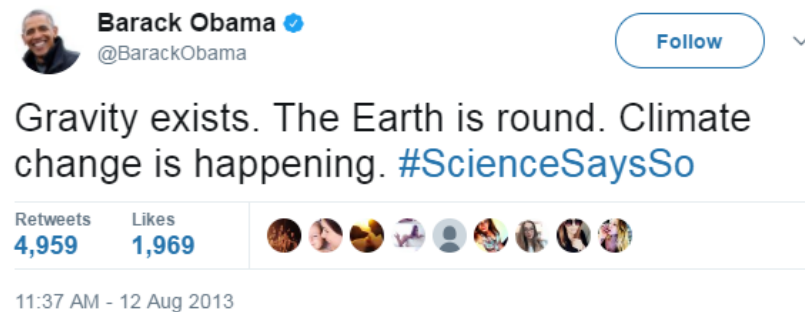 Barack Obama
@BarackObama
Follow
Gravity exists. The Earth is round. Climate
change is happening. #ScienceSaysSo
Retweets Likes
4,959 1,969
11:37 AM - 12 Aug 2013